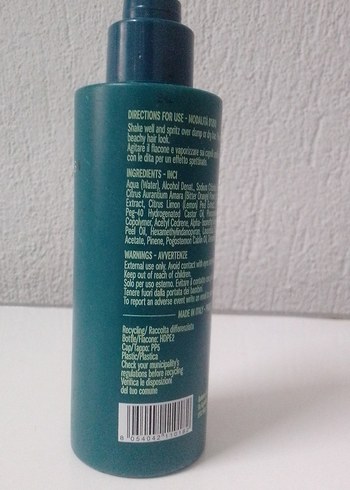 DIRECTIONS FOR USE - MODALITÀ D'USO
Shake well and spritz over damp or dry
beachy hair look.
Agitare il flacone e vaporizzare sui capelli
con le dita per un effetto spettinato.
INGREDIENTS - INCI
Aqua (Water), Alcohol Denat., Sodium
Citrus Aurantium Amara (Bitter Orange)
Extract, Citrus Limon (Lemon) Peel
Peg-40 Hydrogenated Castor Oil,
Copolymer, Acetyl Cedrene,
Peel Oil, Hexamethylindanopyran,
Acetate, Pinene, Pogostemon Cablin Oil,
WARNINGS - AVVERTENZE
External use only. Avoid contact with eyes
Keep out of reach of children.
Solo per uso esterno. Evitare il contatto
Tenere fuori dalla portata dei bambini.
To report an adverse event write an
MADE IN ITALY
Recycling/ Raccolta differenziata
Bottle/Flacone: HDPE2
Cap/Tappo: PP5
Plastic/Plastica
Check your municipality's
regulations before recycling
Verifica le disposizioni
del tuo comune